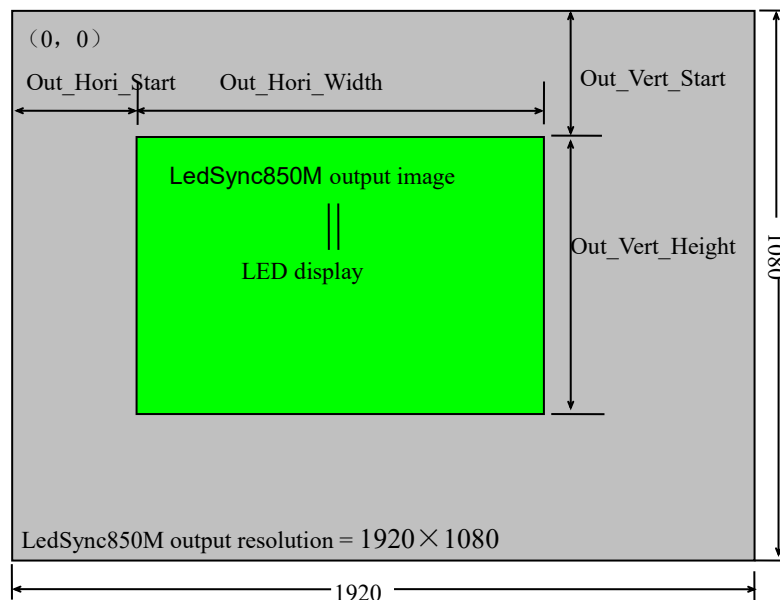 （0，0）
Out_Hori_Start
Out_Hori_Width
Out_Vert_Start
LedSync850M output image
||
LED display
Out_Vert_Height
1080
LedSync850M output resolution = 1920×1080
1920